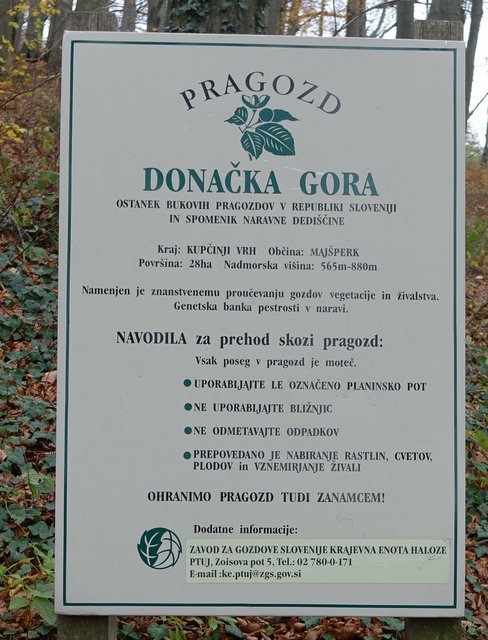 PRAGOZD
DONAČKA GORA
OSTANEK BUKOVIH PRAGOZDOV V REPUBLIKI SLOVENIJI
IN SPOMENIK NARAVNE DEDIŠČINE
Kraj: KUPČINJI VRH Občina: MAJŠPERK
Površina: 28ha Nadmorska višina: 565m-880m
Namenjen je znanstvenemu proučevanju gozdov vegetacije in živalstva.
Genetska banka pestrosti v naravi.
NAVODILA za prehod skozi pragozd:
Vsak poseg v pragozd je moteč.
● UPORABLJAJTE LE OZNAČENO PLANINSKO POT
● NE UPORABLJAJTE BLIŽNJIC
● NE ODMETAVAJTE ODPADKOV
● PREPOVEDANO JE NABIRANJE RASTLIN, CVETOV,
PLODOV in VZNEMIRJANJE ŽIVALI
OHRANIMO PRAGOZD TUDI ZANAMCEM!
Dodatne informacije:
ZAVOD ZA GOZDOVE SLOVENIJE KRAJEVNA ENOTA HALOZE
PTUJ, Zoisova pot 5, Tel.: 02 780-0-171
E-mail :ke.ptuj@zgs.gov.si